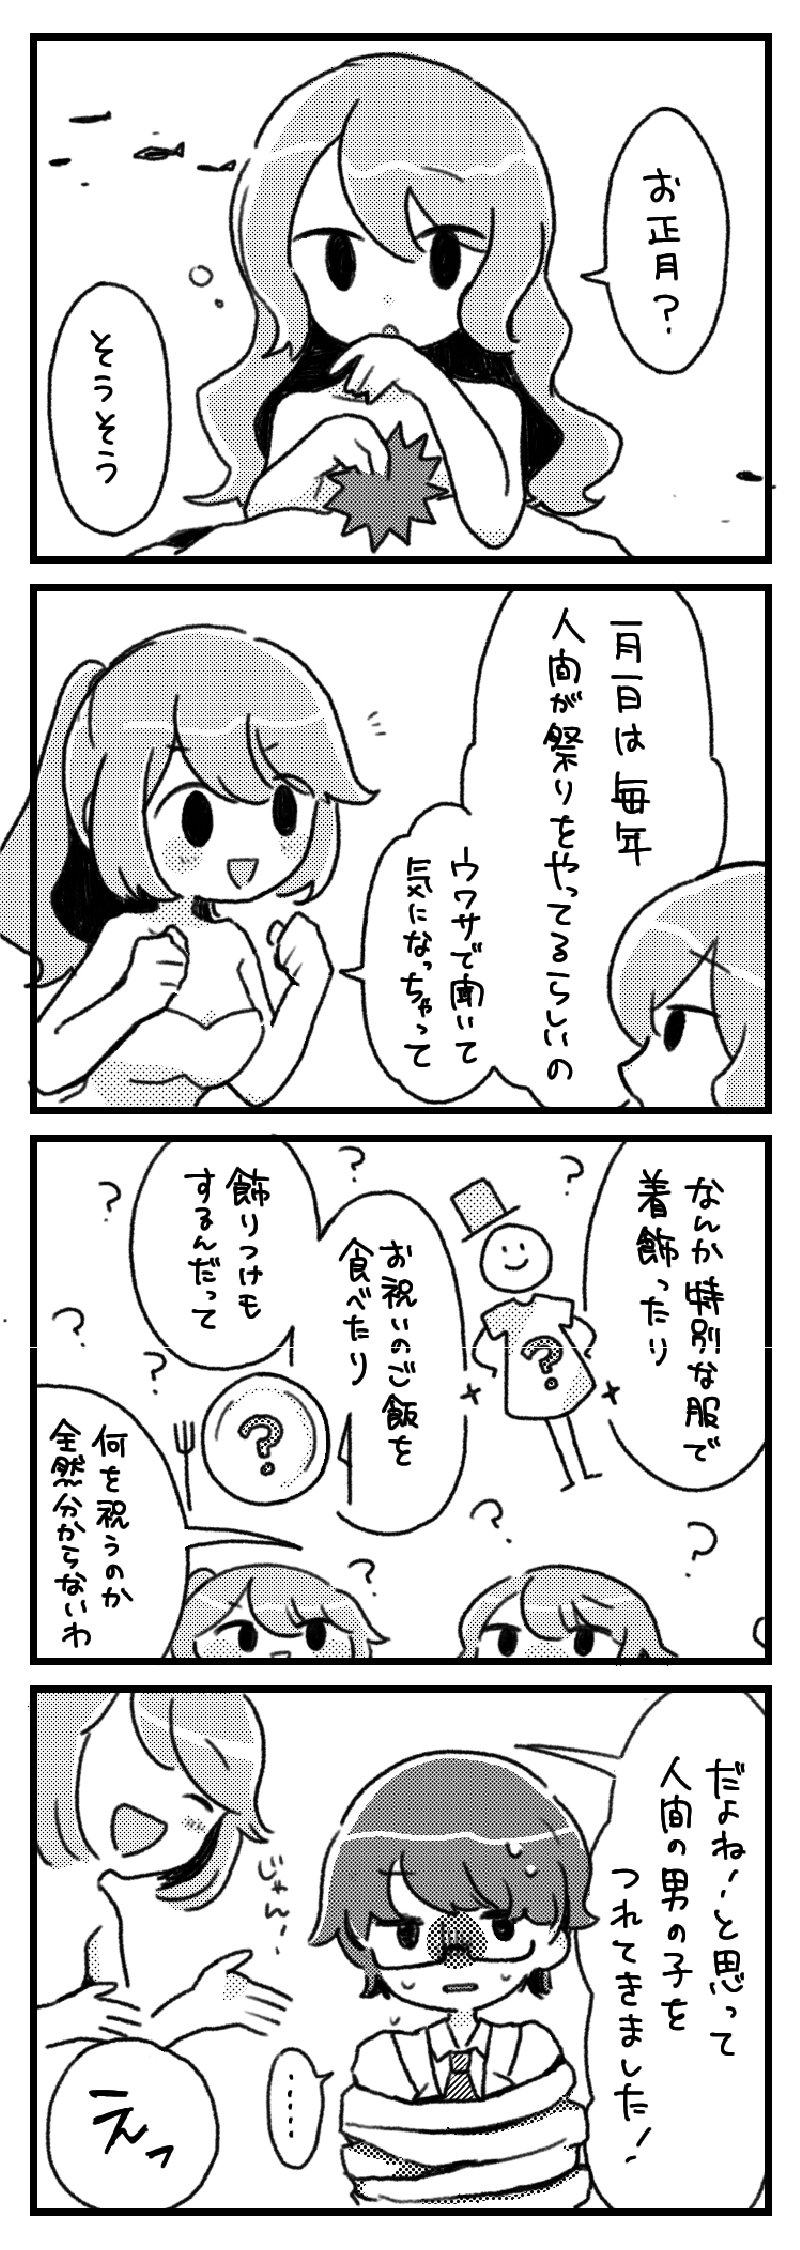 お正月?
そうそう
一月一日は毎年
人間が祭りをやってるらしいの
ウワサで聞いて
気になっちゃって
なんか特別な服で
着飾ったり
お祝いのご飯を
食べたり
飾りつけも
するんだって
何を祝うのか
全然分からないわ
だよね!と思って
人間の男の子を
つれてきました!
じゃん!
……
えっ